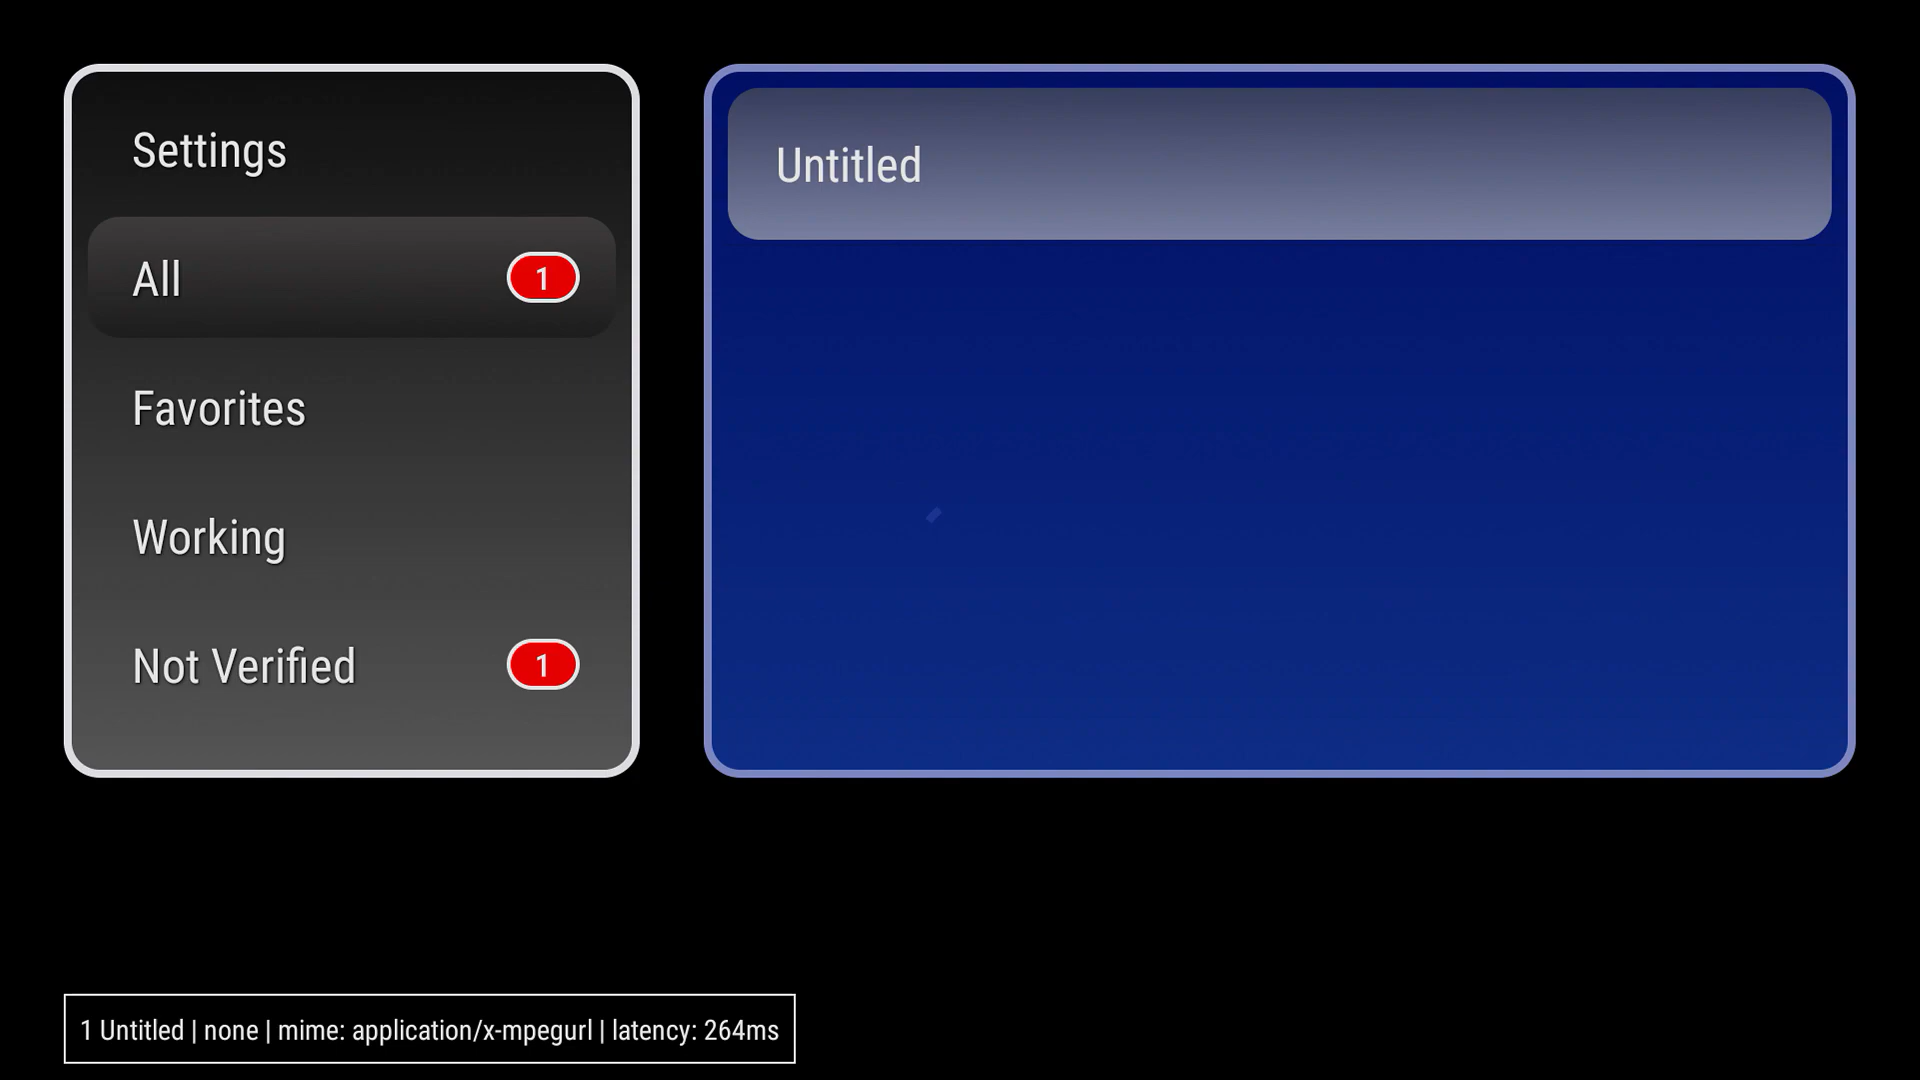 Settings
All 1
Favorites
Working
Not Verified 1
Untitled
1 Untitled | none | mime: application/x-mpegurl | latency: 264ms